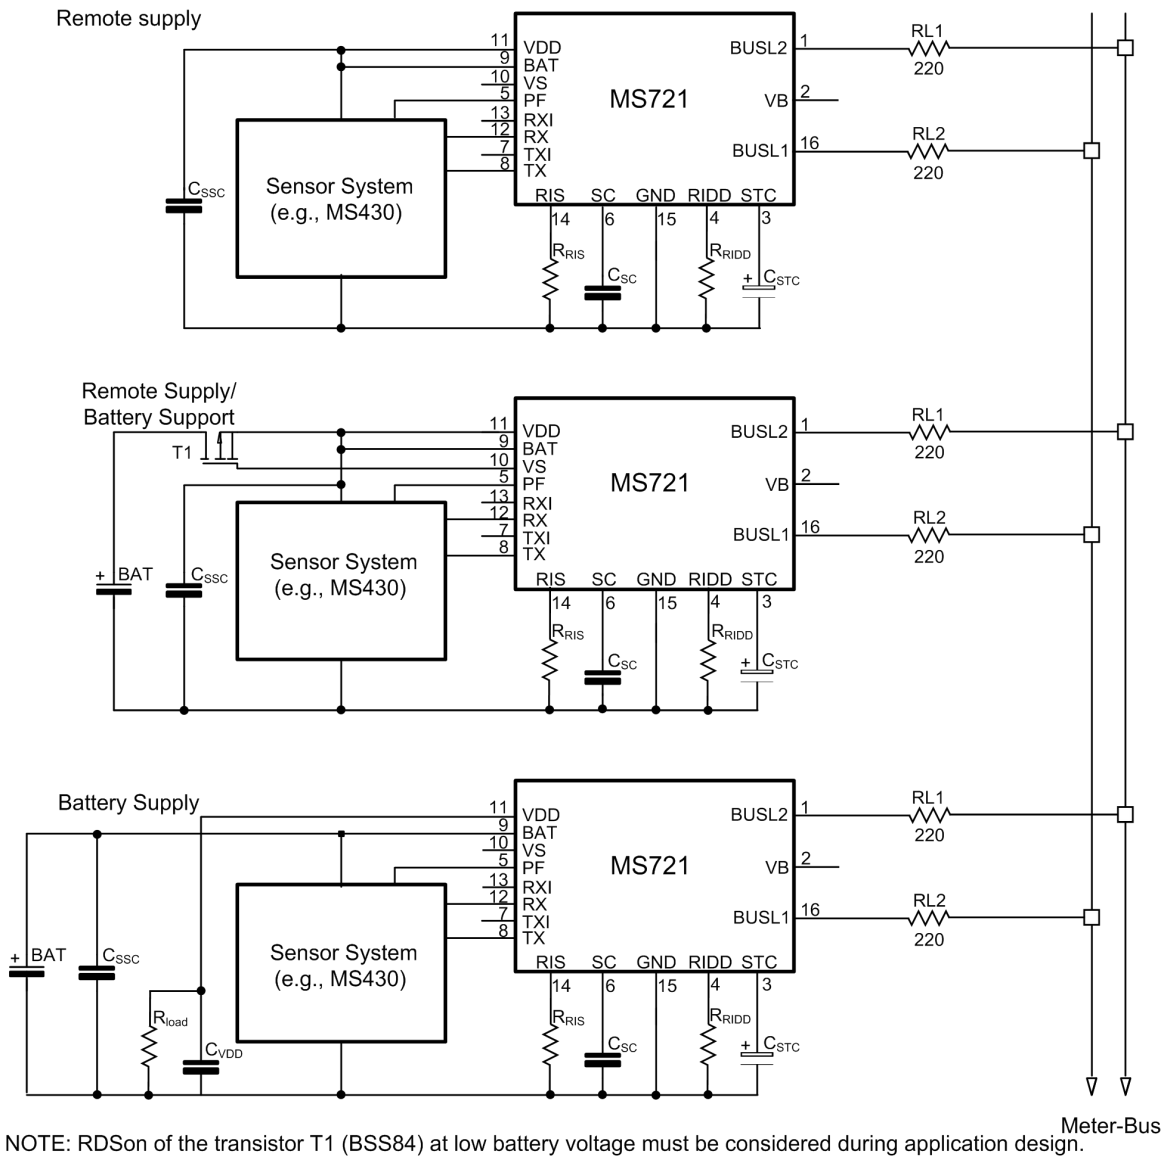 Remote supply
11 VDD
9 BAT
10 VS
5 PF
13 RXI
12 RX
7 TXI
8 TX
MS721
BUSL2 1
VB 2
BUSL1 16
RL1
220
RL2
220
RIS SC GND RIDD STC
14 6 15 4 3
Sensor System
(e.g., MS430)
CSSC
RRIS
CSC
RRIDD
+ CSTC
Remote Supply/
Battery Support
T1
11 VDD
9 BAT
10 VS
5 PF
13 RXI
12 RX
7 TXI
8 TX
MS721
BUSL2 1
VB 2
BUSL1 16
RL1
220
RL2
220
RIS SC GND RIDD STC
14 6 15 4 3
Sensor System
(e.g., MS430)
+ BAT
CSSC
RRIS
CSC
RRIDD
+ CSTC
Battery Supply
11 VDD
9 BAT
10 VS
5 PF
13 RXI
12 RX
7 TXI
8 TX
MS721
BUSL2 1
VB 2
BUSL1 16
RL1
220
RL2
220
RIS SC GND RIDD STC
14 6 15 4 3
Sensor System
(e.g., MS430)
+ BAT
CSSC
Rload
CVDD
RRIS
CSC
RRIDD
+ CSTC
Meter-Bus
NOTE: RDSon of the transistor T1 (BSS84) at low battery voltage must be considered during application design.